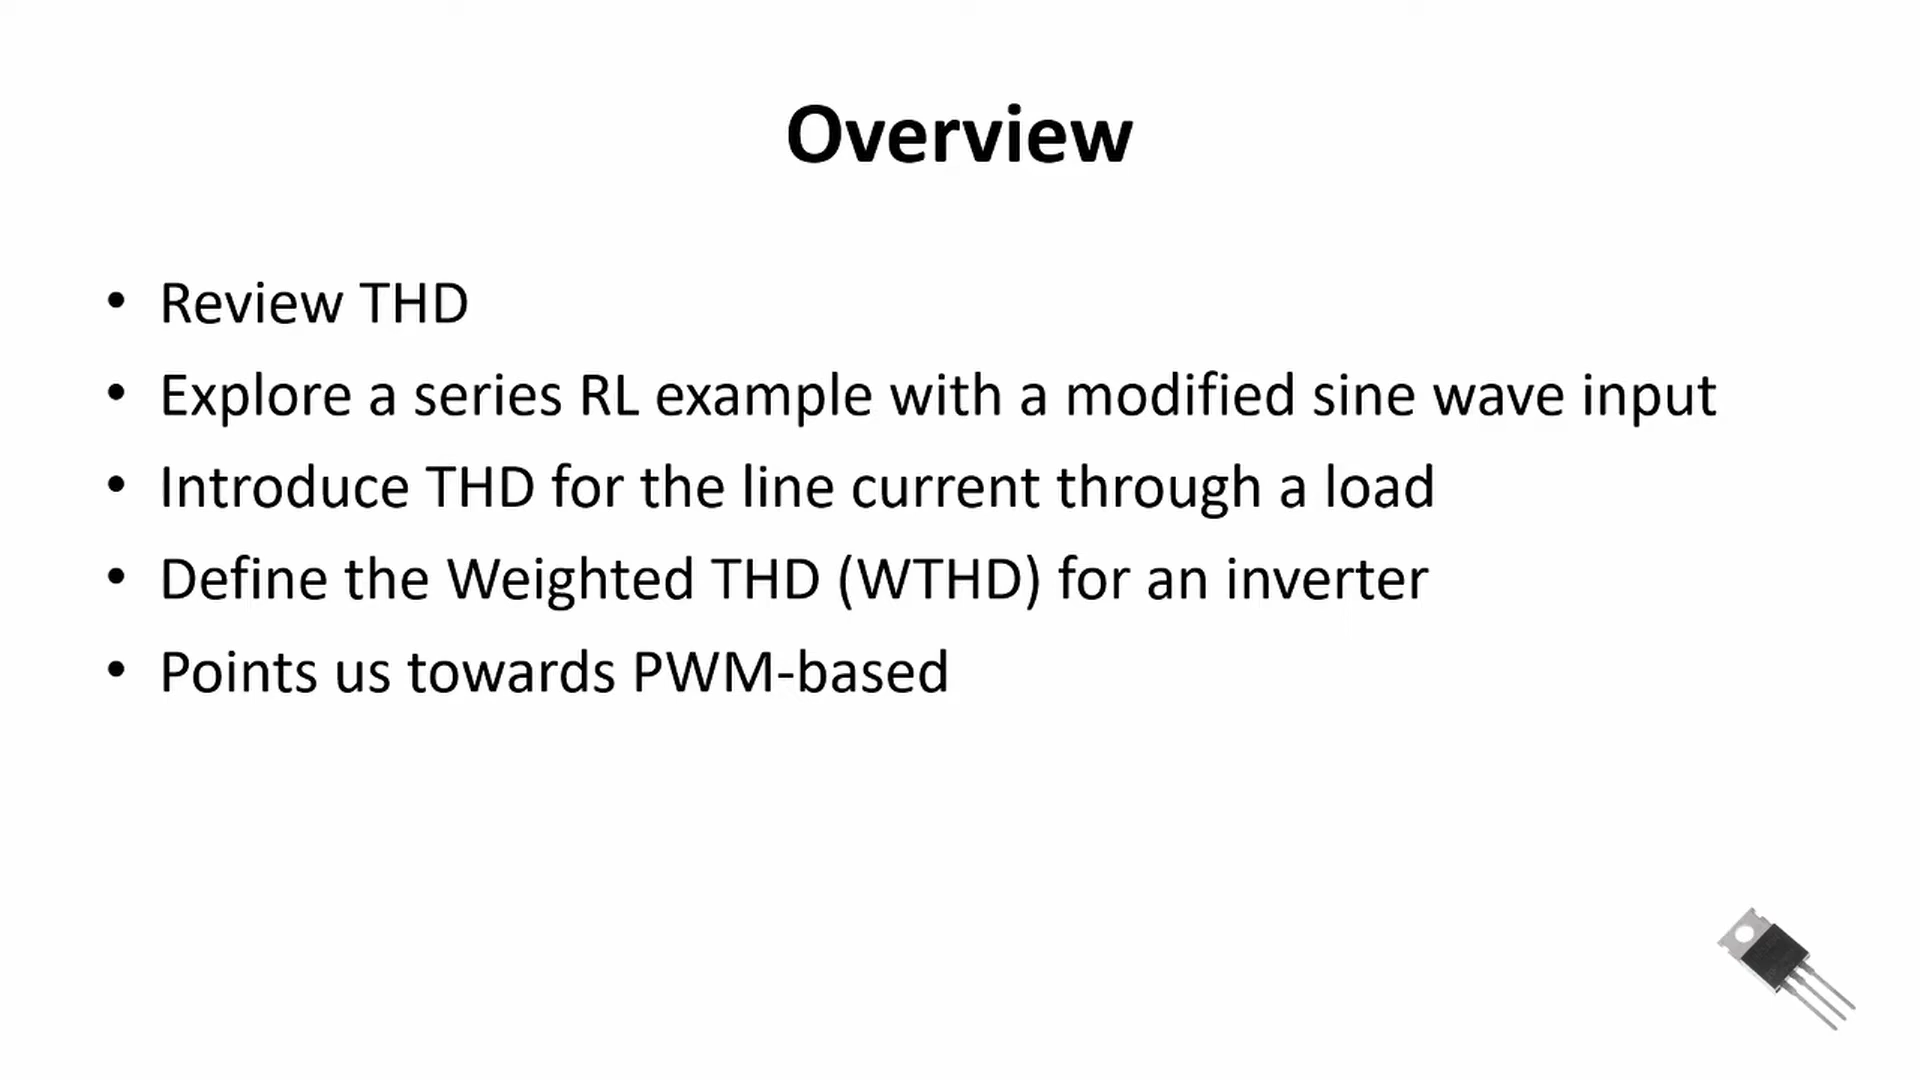 Overview
• Review THD
• Explore a series RL example with a modified sine wave input
• Introduce THD for the line current through a load
• Define the Weighted THD (WTHD) for an inverter
• Points us towards PWM-based